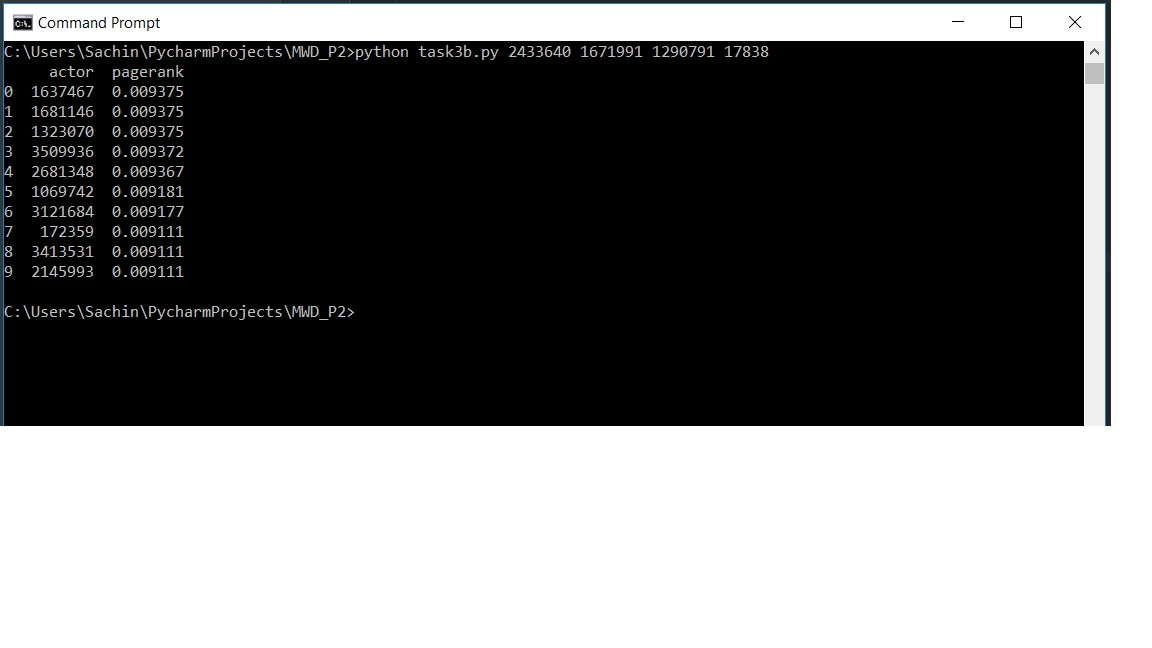 Command Prompt
C:\Users\Sachin\PycharmProjects\MWD_P2>python task3b.py 2433640 1671991 1290791 17838
     actor  pagerank
0  1637467  0.009375
1  1681146  0.009375
2  1323070  0.009375
3  3509936  0.009372
4  2681348  0.009367
5  1069742  0.009181
6  3121684  0.009177
7   172359  0.009111
8  3413531  0.009111
9  2145993  0.009111
C:\Users\Sachin\PycharmProjects\MWD_P2>